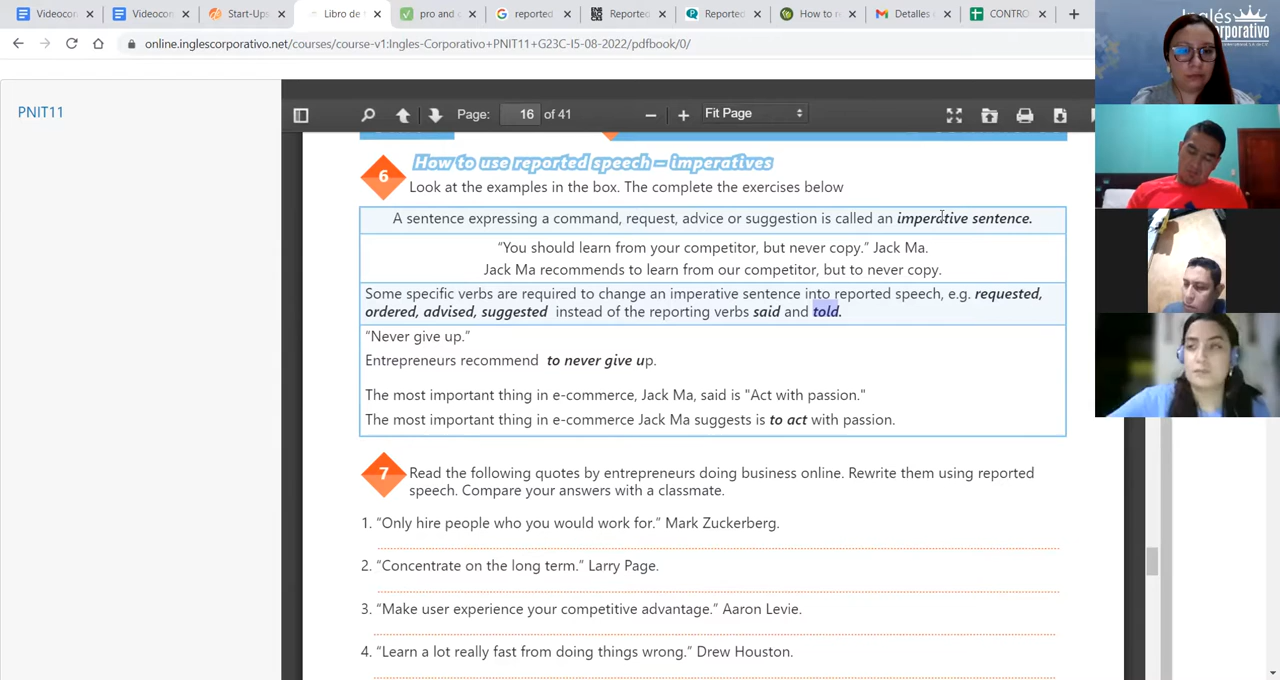 Videocon
Videocon
Start-Ups
Libro de
pro and c
reported
Reported
Reported
How to r
Detalles
CONTRO
online.inglescorporativo.net/courses/course-v1:Ingles-Corporativo+PNIT11+G23C-I5-08-2022/pdfbook/0/
Inglés
Corporativo
PNIT11
Page: 16 of 41
Fit Page
6 How to use reported speech – imperatives
Look at the examples in the box. The complete the exercises below
A sentence expressing a command, request, advice or suggestion is called an imperative sentence.
“You should learn from your competitor, but never copy.” Jack Ma.
Jack Ma recommends to learn from our competitor, but to never copy.
Some specific verbs are required to change an imperative sentence into reported speech, e.g. requested,
ordered, advised, suggested instead of the reporting verbs said and told.
“Never give up.”
Entrepreneurs recommend to never give up.
The most important thing in e-commerce, Jack Ma, said is "Act with passion."
The most important thing in e-commerce Jack Ma suggests is to act with passion.
7 Read the following quotes by entrepreneurs doing business online. Rewrite them using reported
speech. Compare your answers with a classmate.
1. “Only hire people who you would work for.” Mark Zuckerberg.
2. “Concentrate on the long term.” Larry Page.
3. “Make user experience your competitive advantage.” Aaron Levie.
4. “Learn a lot really fast from doing things wrong.” Drew Houston.